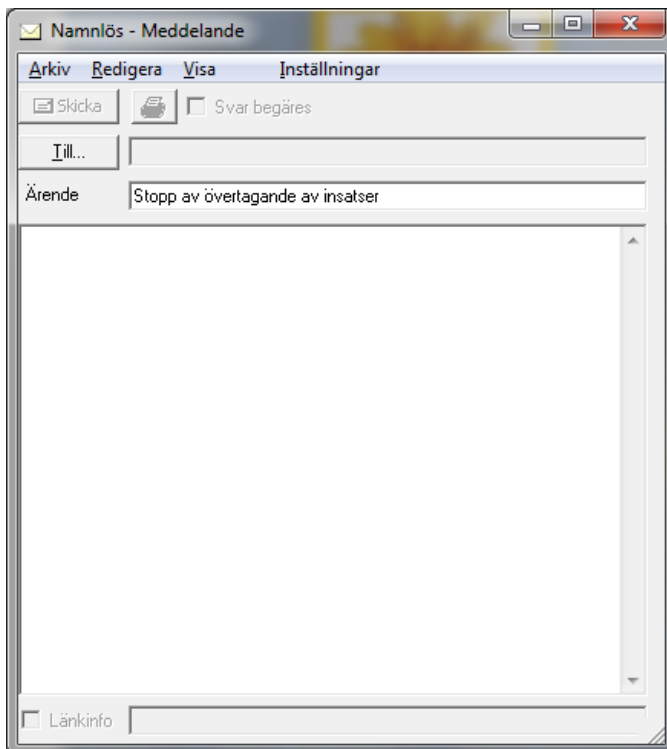 Namnlös - Meddelande
Arkiv Redigera Visa Inställningar
Skicka Svar begäres
Till...
Ärende Stopp av övertagande av insatser
Länkinfo